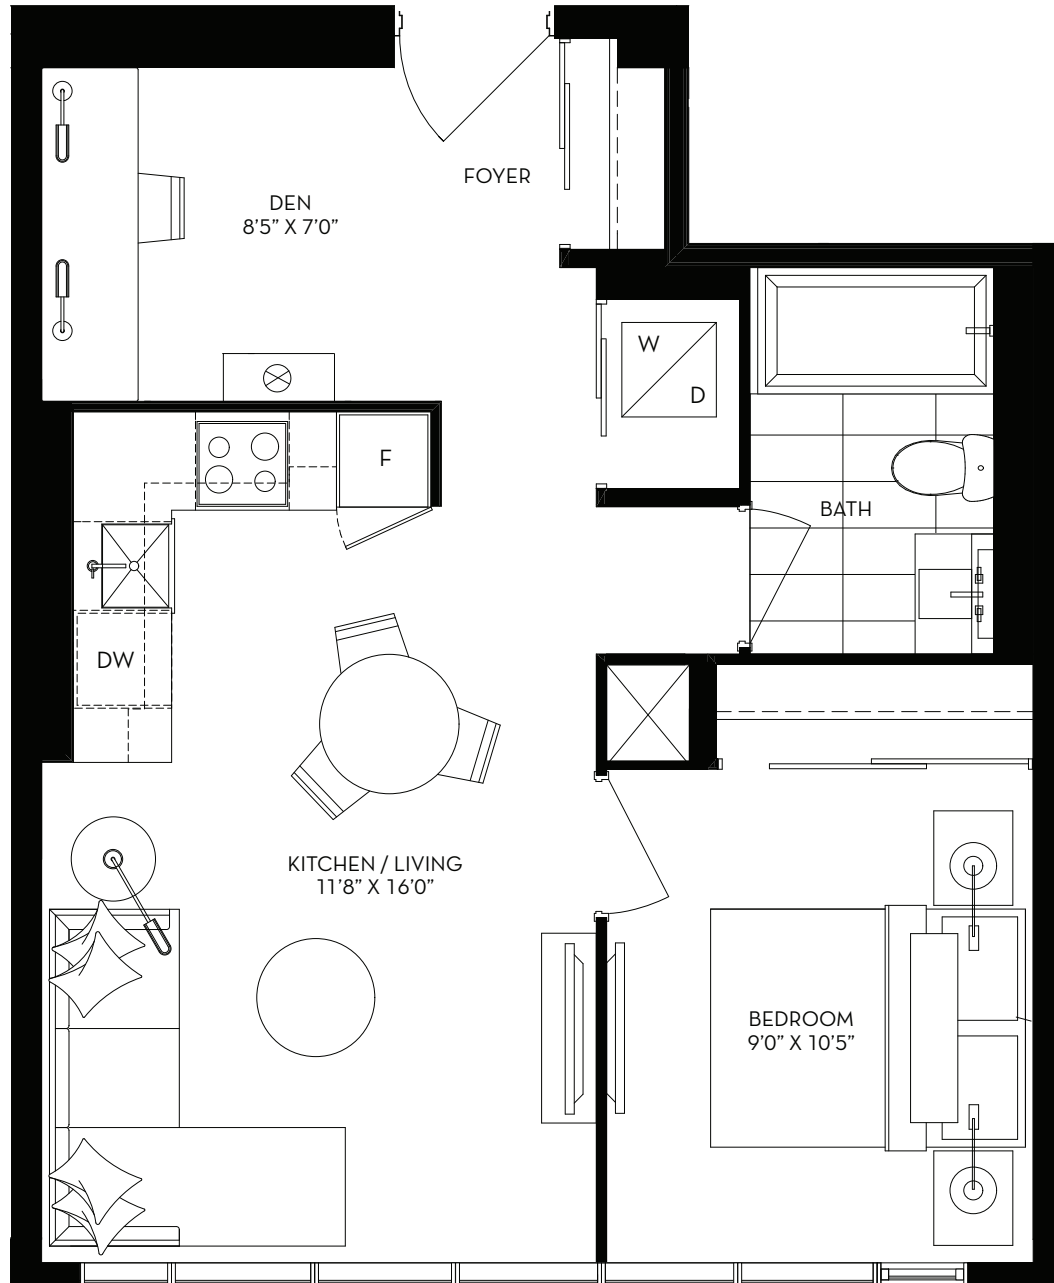 FOYER
DEN
8’5” X 7’0”
W
D
F
BATH
DW
KITCHEN / LIVING
11’8” X 16’0”
BEDROOM
9’0” X 10’5”